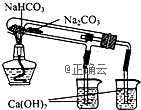 NaHCO₃
Na₂CO₃
@正确云
Ca(OH)₂